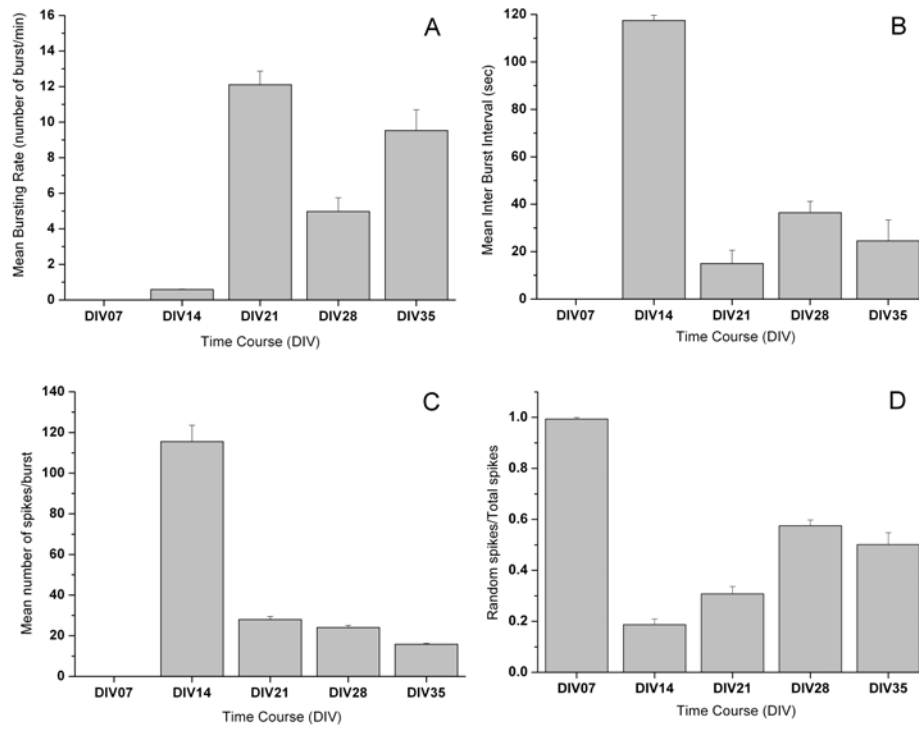 A
Mean Bursting Rate (number of burst/min)
16
14
12
10
8
6
4
2
0
DIV07 DIV14 DIV21 DIV28 DIV35
Time Course (DIV)
B
Mean Inter Burst Interval (sec)
120
100
80
60
40
20
0
DIV07 DIV14 DIV21 DIV28 DIV35
Time Course (DIV)
C
Mean number of spikes/burst
140
120
100
80
60
40
20
0
DIV07 DIV14 DIV21 DIV28 DIV35
Time Course (DIV)
D
Random spikes/Total spikes
1.0
0.8
0.6
0.4
0.2
0.0
DIV07 DIV14 DIV21 DIV28 DIV35
Time Course (DIV)